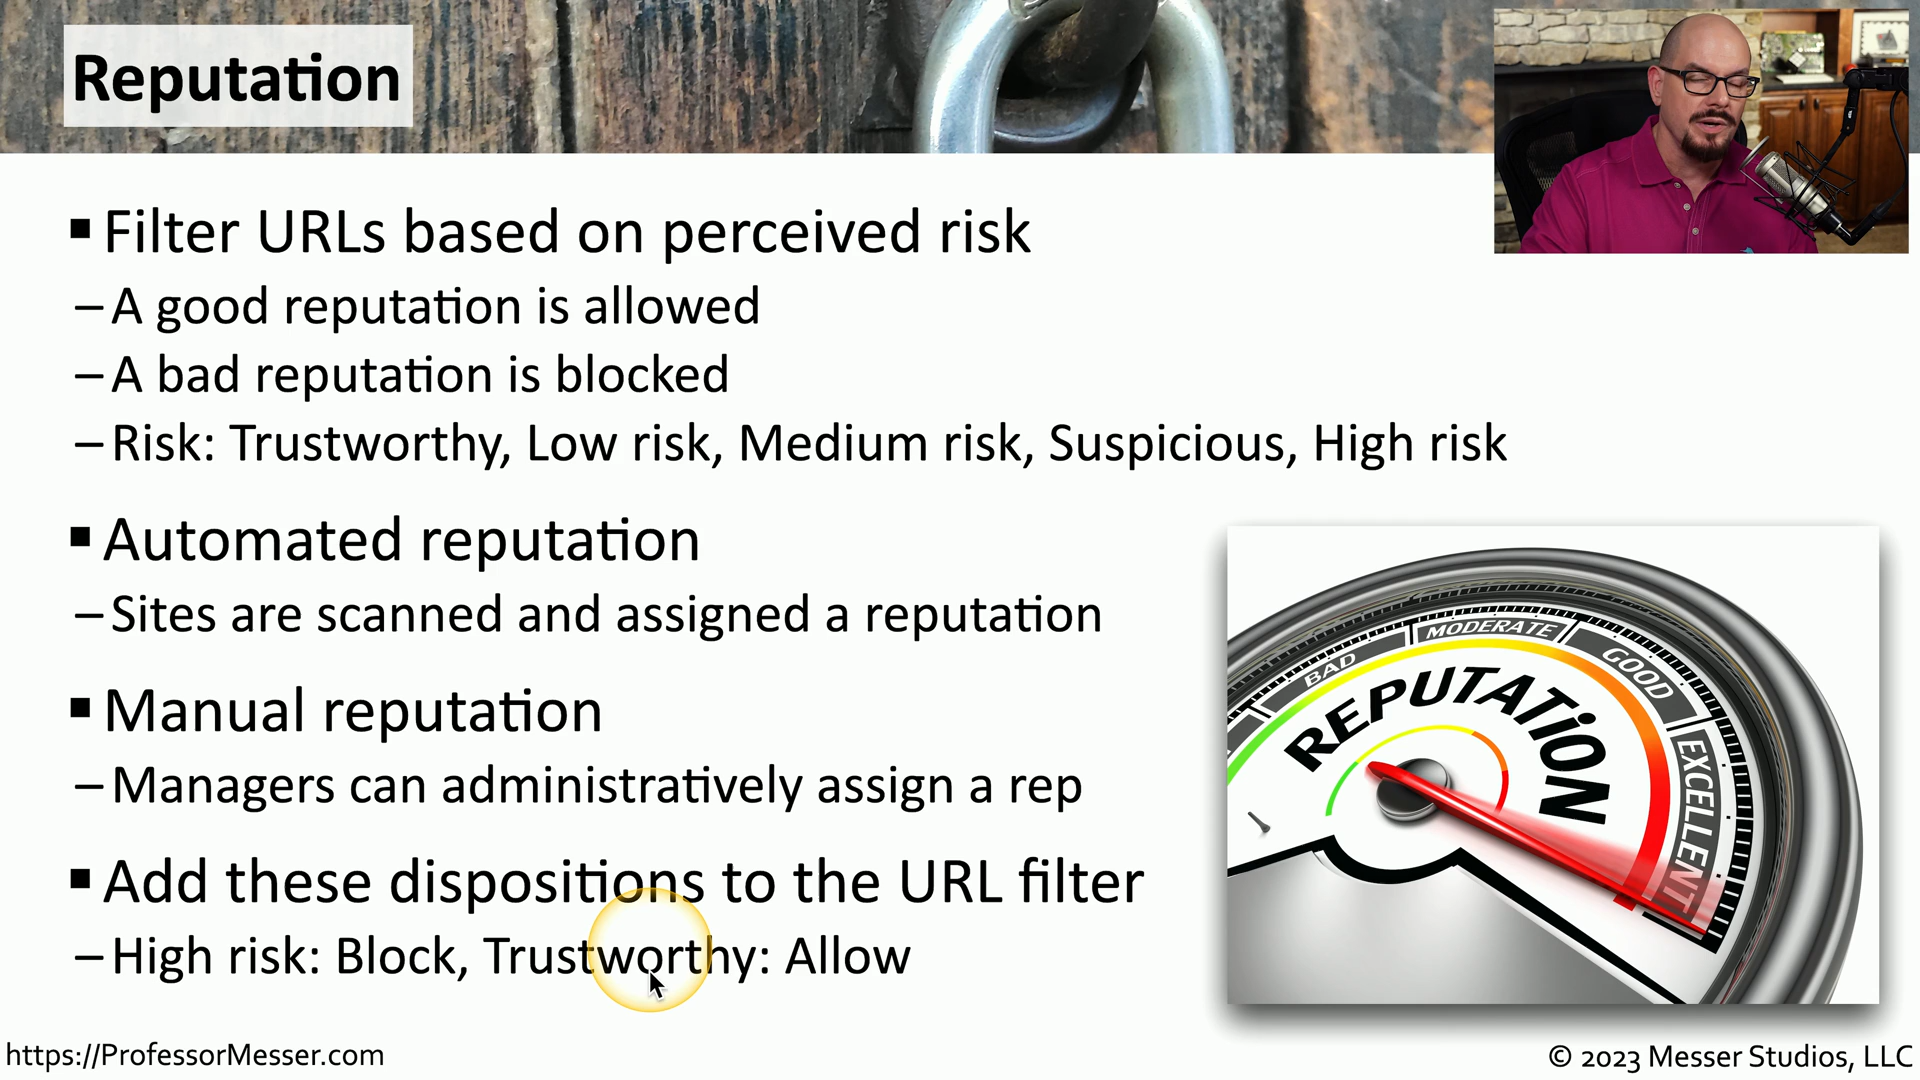 Reputation
▪ Filter URLs based on perceived risk
– A good reputation is allowed
– A bad reputation is blocked
– Risk: Trustworthy, Low risk, Medium risk, Suspicious, High risk
▪ Automated reputation
– Sites are scanned and assigned a reputation
▪ Manual reputation
– Managers can administratively assign a rep
▪ Add these dispositions to the URL filter
– High risk: Block, Trustworthy: Allow
BAD
MODERATE
GOOD
EXCELLENT
REPUTATiON
https://ProfessorMesser.com
© 2023 Messer Studios, LLC